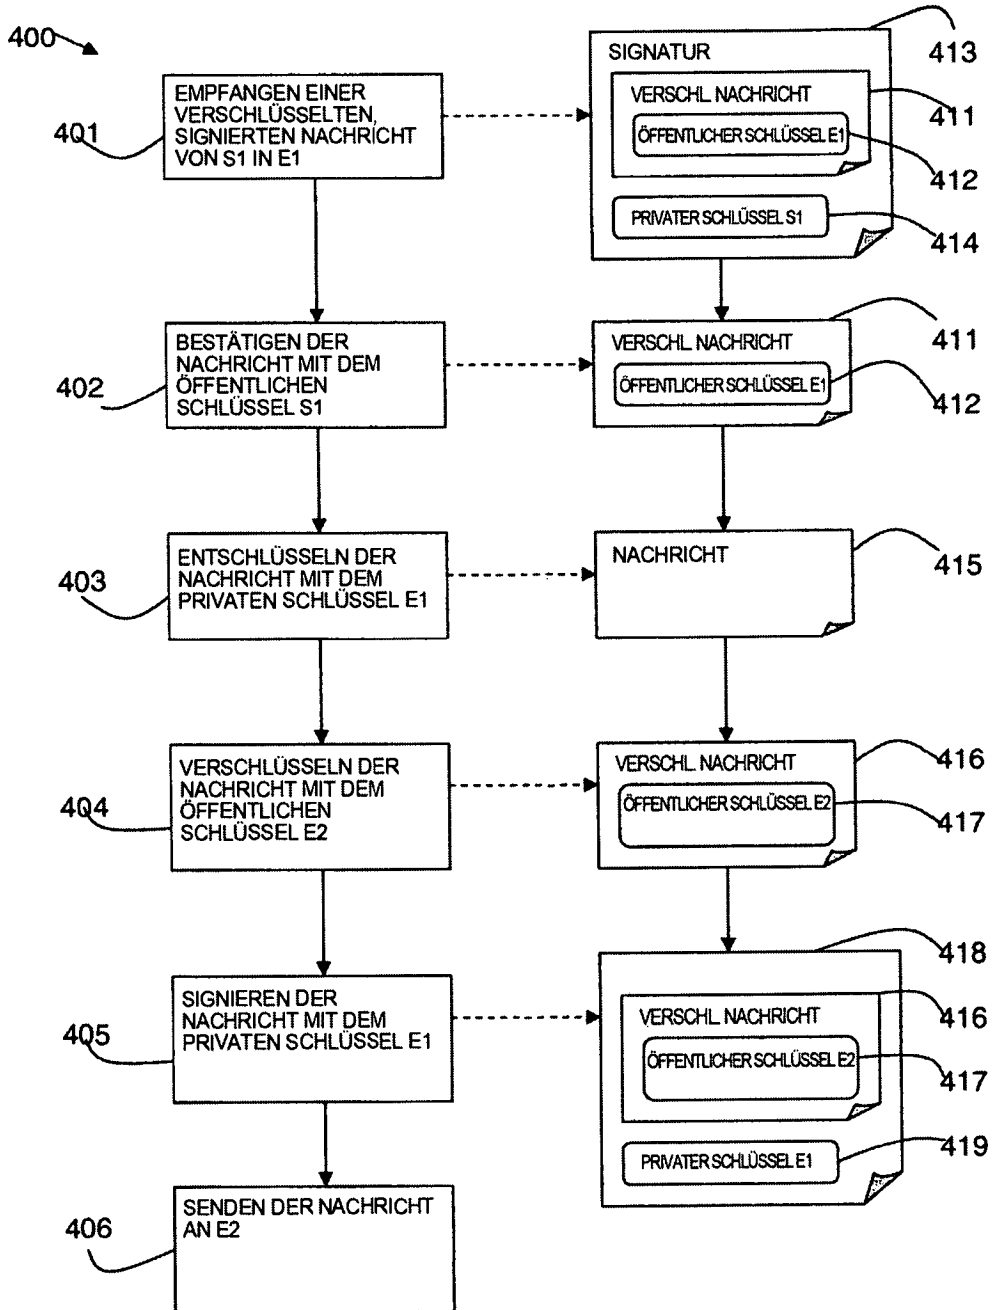 400
401
EMPFANGEN EINER
VERSCHLÜSSELTEN,
SIGNIERTEN NACHRICHT
VON S1 IN E1
SIGNATUR
413
VERSCHL. NACHRICHT
411
ÖFFENTLICHER SCHLÜSSEL E1
412
PRIVATER SCHLÜSSEL S1
414
402
BESTÄTIGEN DER
NACHRICHT MIT DEM
ÖFFENTLICHEN
SCHLÜSSEL S1
VERSCHL. NACHRICHT
411
ÖFFENTLICHER SCHLÜSSEL E1
412
403
ENTSCHLÜSSELN DER
NACHRICHT MIT DEM
PRIVATEN SCHLÜSSEL E1
NACHRICHT
415
404
VERSCHLÜSSELN DER
NACHRICHT MIT DEM
ÖFFENTLICHEN
SCHLÜSSEL E2
VERSCHL. NACHRICHT
416
ÖFFENTLICHER SCHLÜSSEL E2
417
405
SIGNIEREN DER
NACHRICHT MIT DEM
PRIVATEN SCHLÜSSEL E1
418
VERSCHL. NACHRICHT
416
ÖFFENTLICHER SCHLÜSSEL E2
417
PRIVATER SCHLÜSSEL E1
419
406
SENDEN DER NACHRICHT
AN E2